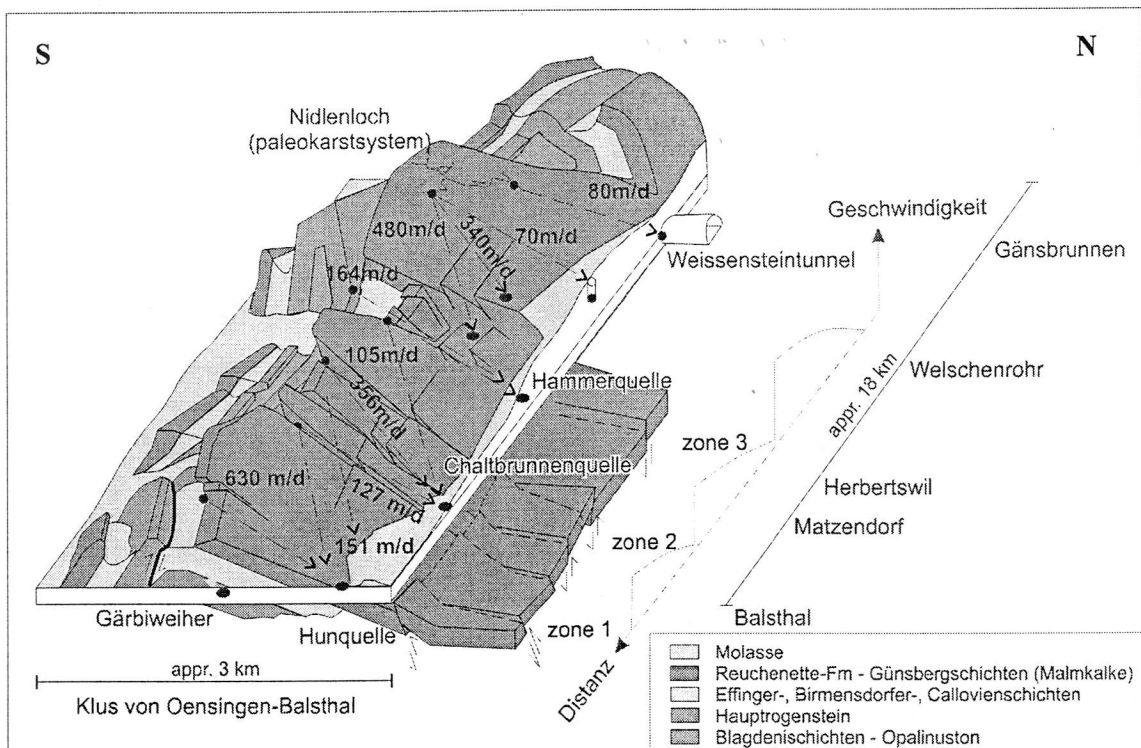 S
N
Nidlenloch
(paleokarstsystem)
80m/d
Geschwindigkeit
480m/d
340m/d
70m/d
Gänsbrunnen
Weissensteintunnel
164m/d
105m/d
Welschenrohr
356m/d
Hammerquelle
appr. 18 km
zone 3
Chaltbrunnenquelle
630 m/d
127 m/d
Herbertswil
Matzendorf
151 m/d
zone 2
Gärbiweiher
Hunquelle
zone 1
Balsthal
Distanz
appr. 3 km
Klus von Oensingen-Balsthal
Molasse
Reuchenette-Fm - Günsbergschichten (Malmkalke)
Effinger-, Birmensdorfer-, Callovienschichten
Hauptrogenstein
Blagdenischichten - Opalinuston